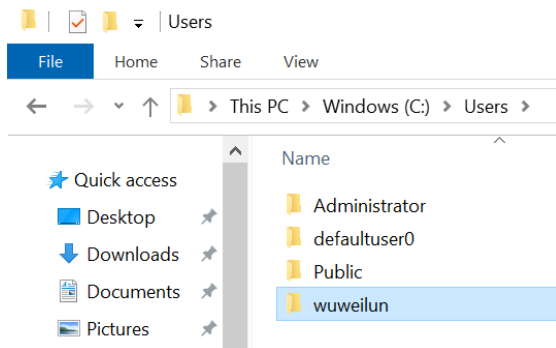 Users
File Home Share View
This PC > Windows (C:) > Users >
Quick access
Desktop
Downloads
Documents
Pictures
Name
Administrator
defaultuser0
Public
wuweilun